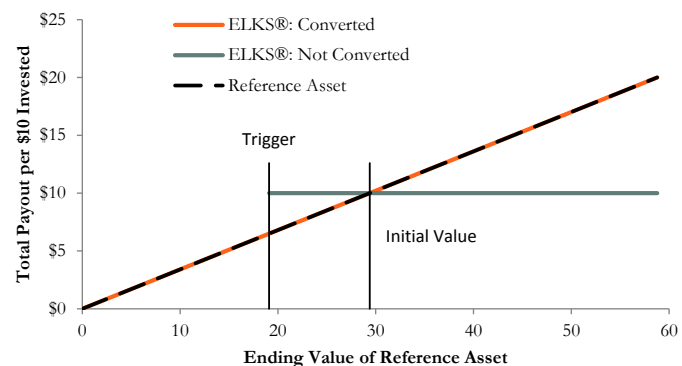 ELKS®: Converted
ELKS®: Not Converted
Reference Asset
Total Payout per $10 Invested
$25
$20
$15
$10
$5
$0
Trigger
Initial Value
0 10 20 30 40 50 60
Ending Value of Reference Asset